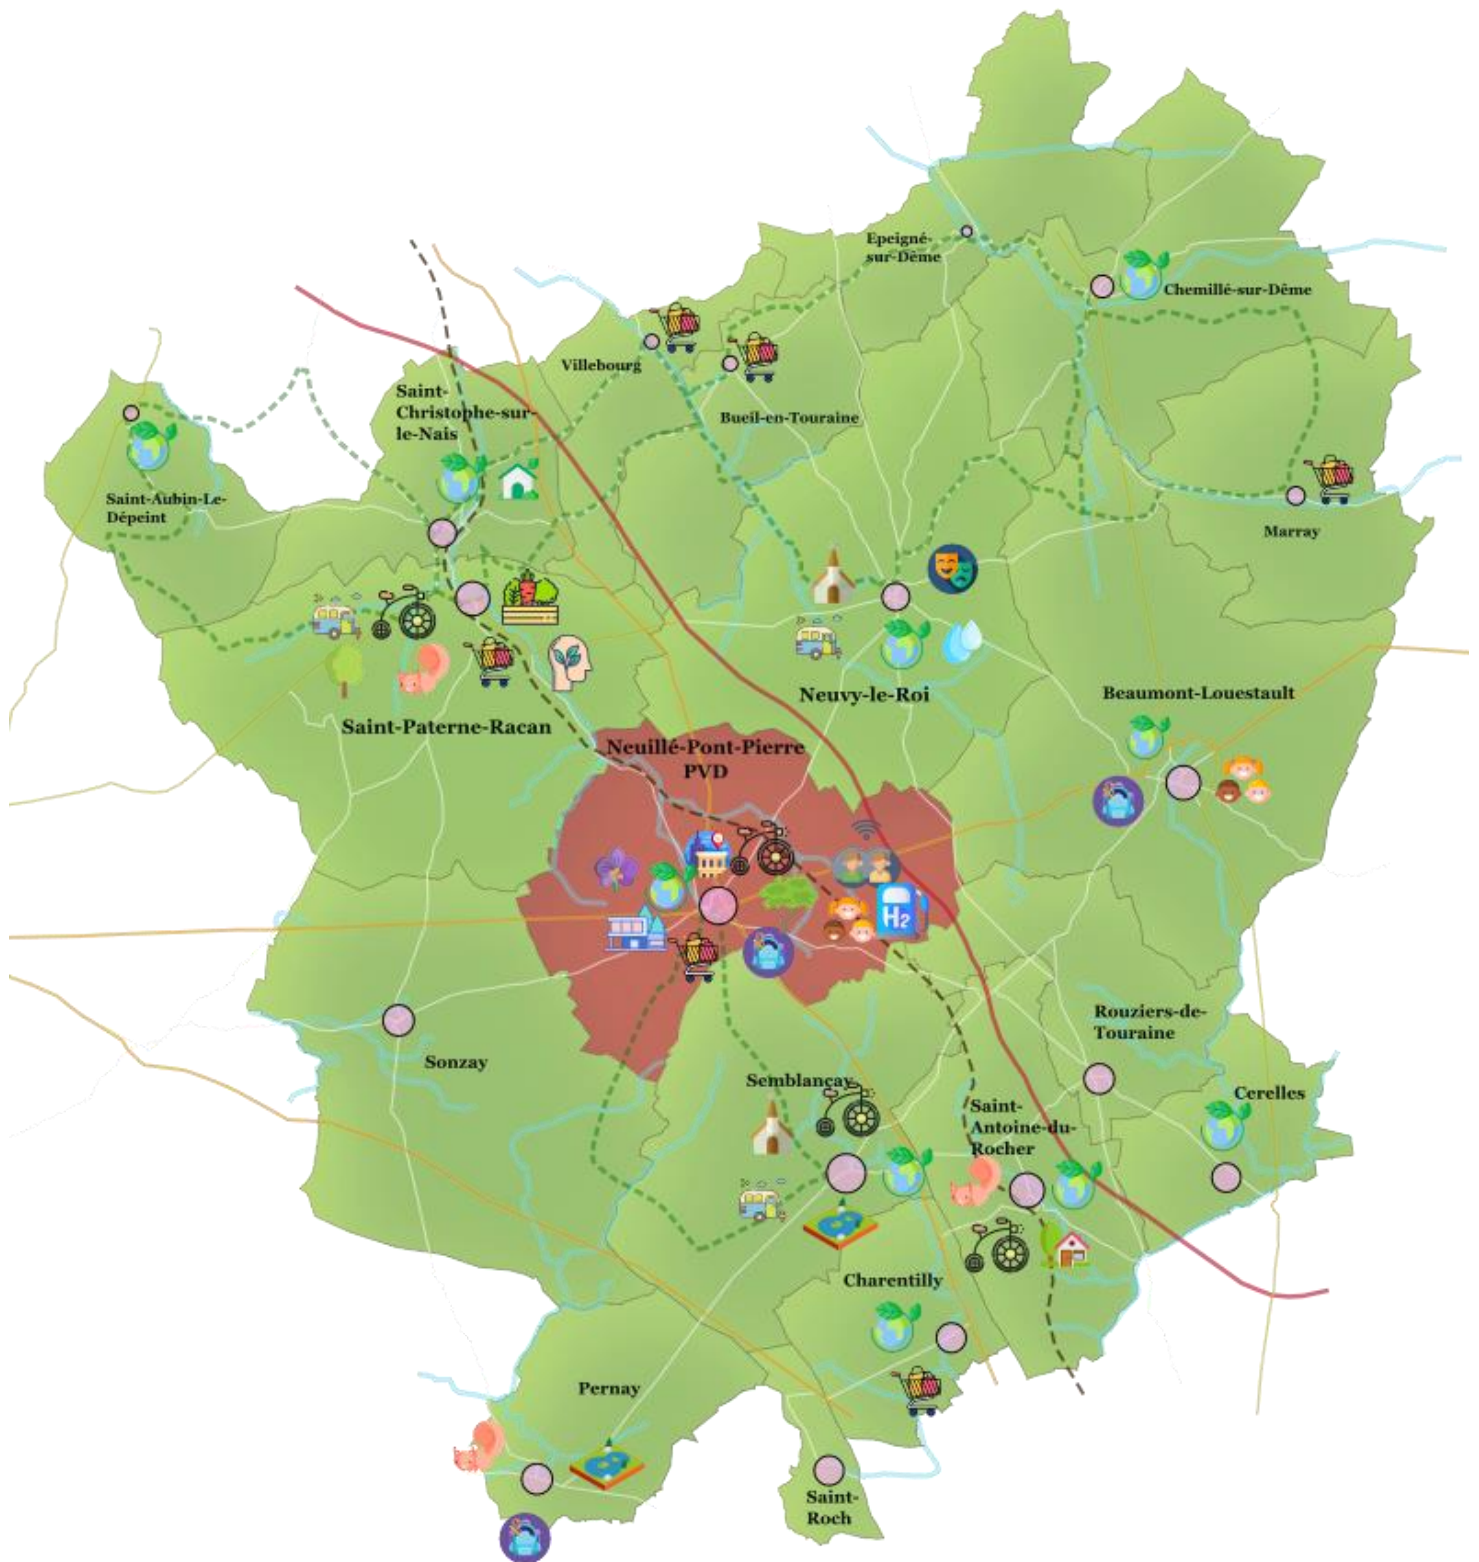 Epeigné-
sur-Dême
Chemillé-sur-Dême
Villebourg
Saint-
Christophe-sur-
le-Nais
Bueil-en-Touraine
Saint-Aubin-Le-
Dépeint
Marray
Neuvy-le-Roi
Beaumont-Louestault
Saint-Paterne-Racan
Neuillé-Pont-Pierre
PVD
H2
Rouziers-de-
Touraine
Sonzay
Semblançay
Cerelles
Saint-
Antoine-du-
Rocher
Charentilly
Pernay
Saint-
Roch